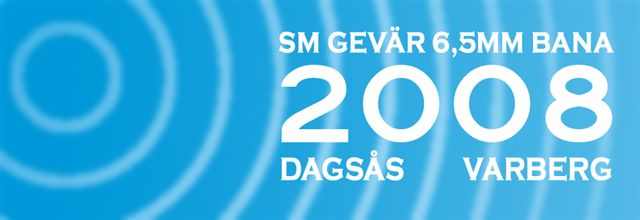 SM GEVÄR 6,5MM BANA
2008
DAGSÅS VARBERG